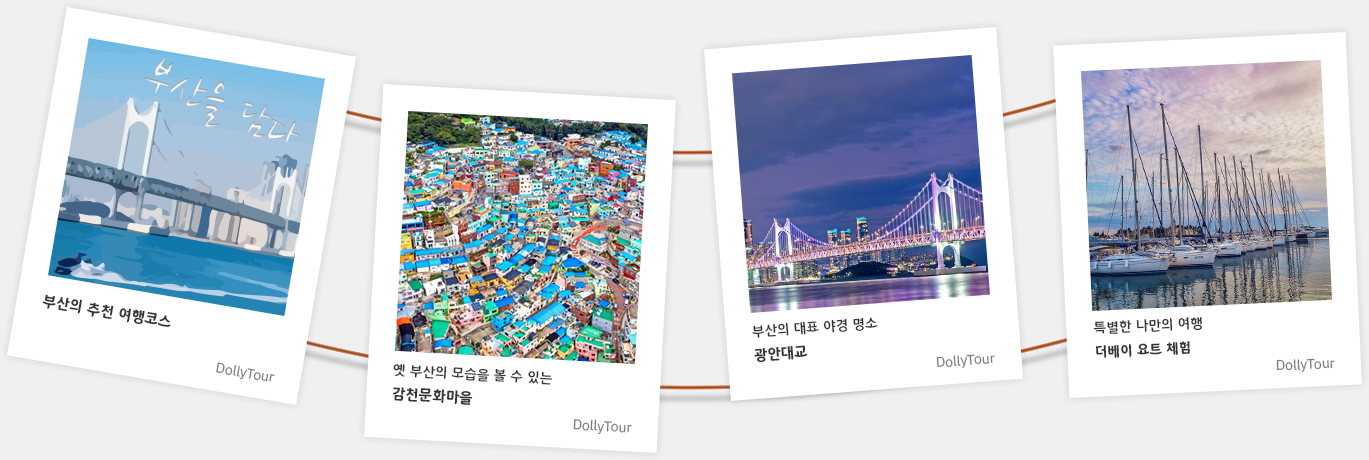 부산을 담다
부산의 추천 여행코스
DollyTour
옛 부산의 모습을 볼 수 있는
감천문화마을
DollyTour
부산의 대표 야경 명소
광안대교
DollyTour
특별한 나만의 여행
더베이 요트 체험
DollyTour